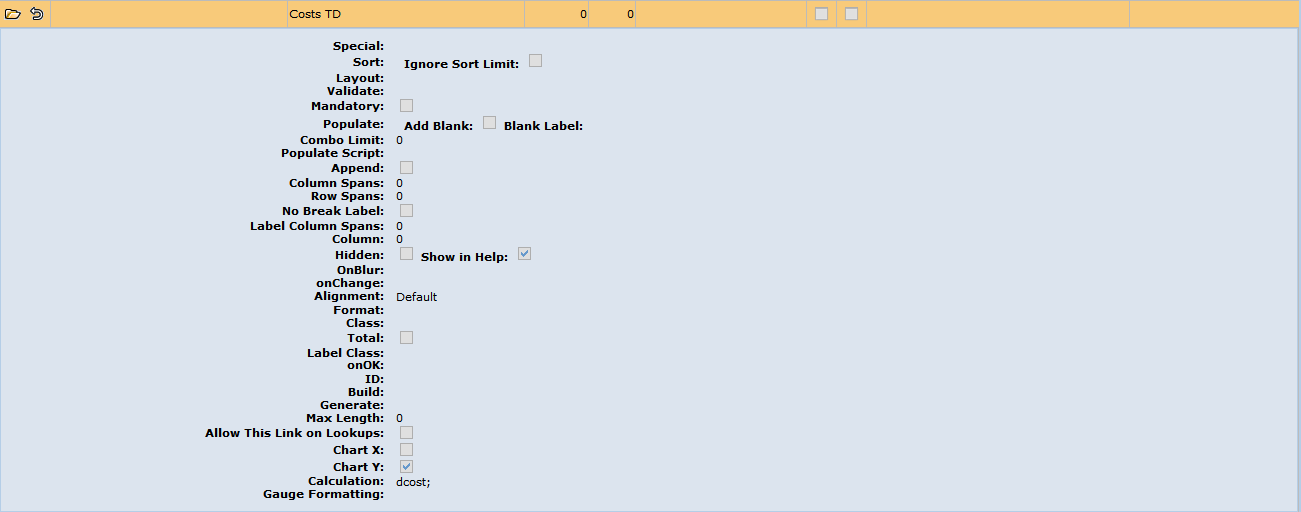 Costs TD 0 0
Special:
Sort: Ignore Sort Limit:
Layout:
Validate:
Mandatory:
Populate: Add Blank: Blank Label:
Combo Limit: 0
Populate Script:
Append:
Column Spans: 0
Row Spans: 0
No Break Label:
Label Column Spans: 0
Column: 0
Hidden: Show in Help:
OnBlur:
onChange:
Alignment: Default
Format:
Class:
Total:
Label Class:
onOK:
ID:
Build:
Generate:
Max Length: 0
Allow This Link on Lookups:
Chart X:
Chart Y:
Calculation: dcost;
Gauge Formatting: